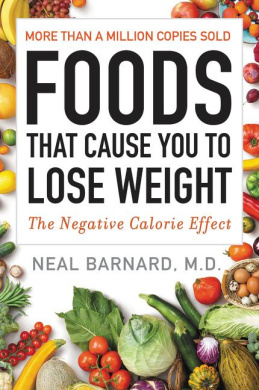 MORE THAN A MILLION COPIES SOLD
FOODS
THAT CAUSE YOU TO
LOSE WEIGHT
The Negative Calorie Effect
NEAL BARNARD, M.D.